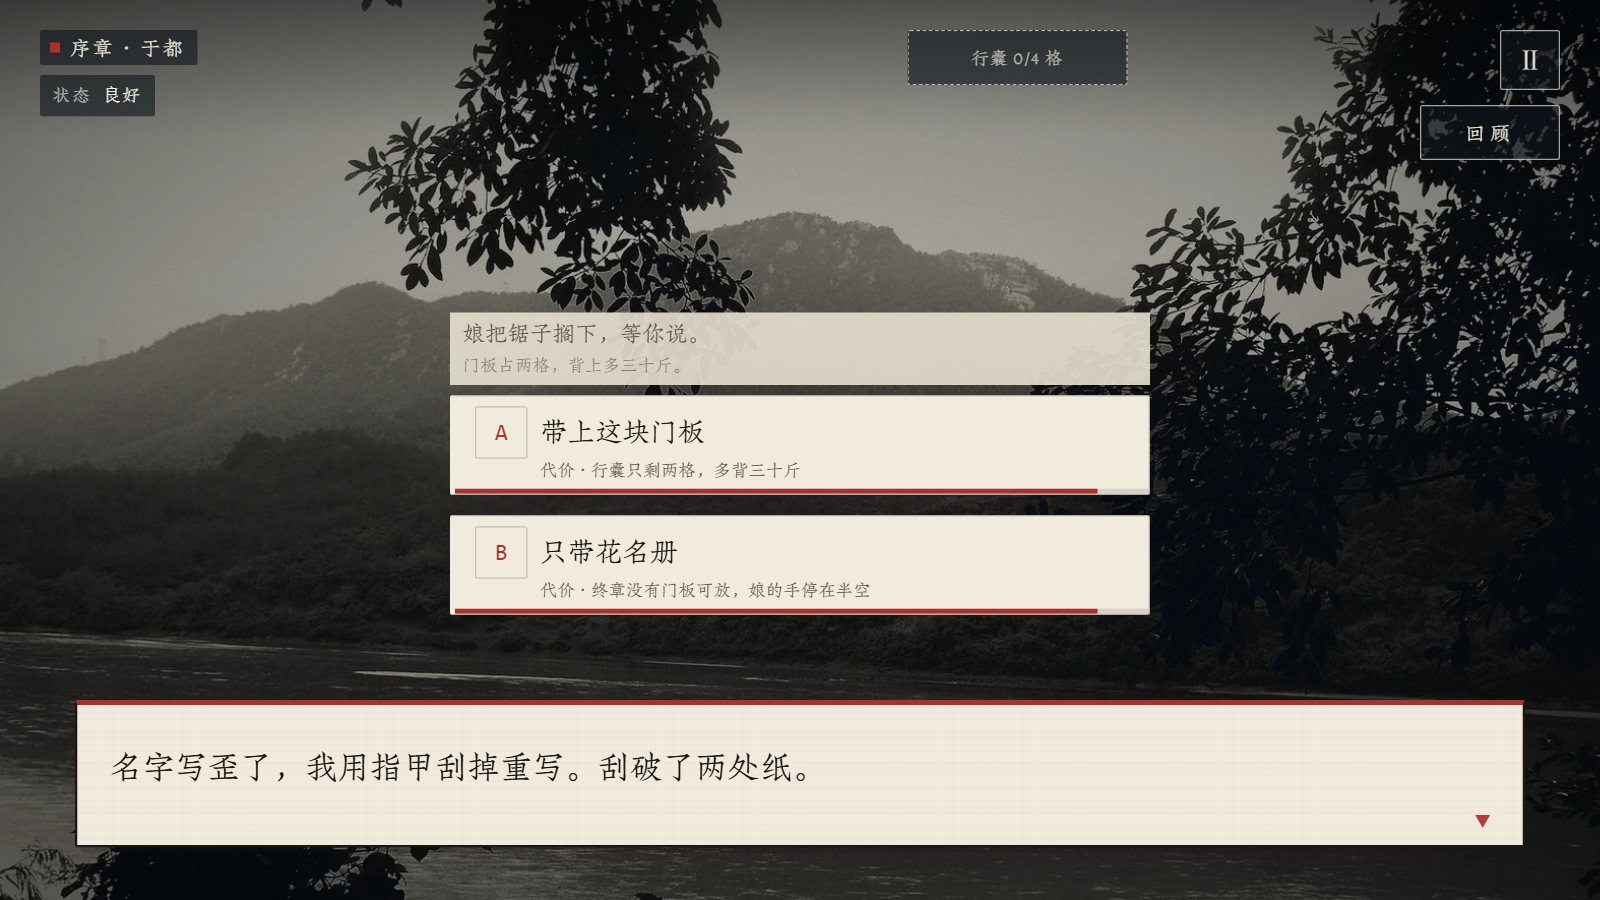 序章 · 于都
状态 良好
行囊 0/4 格
II
回顾
娘把锯子搁下，等你说。
门板占两格，背上多三十斤。
A
带上这块门板
代价 · 行囊只剩两格，多背三十斤
B
只带花名册
代价 · 终章没有门板可放，娘的手停在半空
名字写歪了，我用指甲刮掉重写。刮破了两处纸。